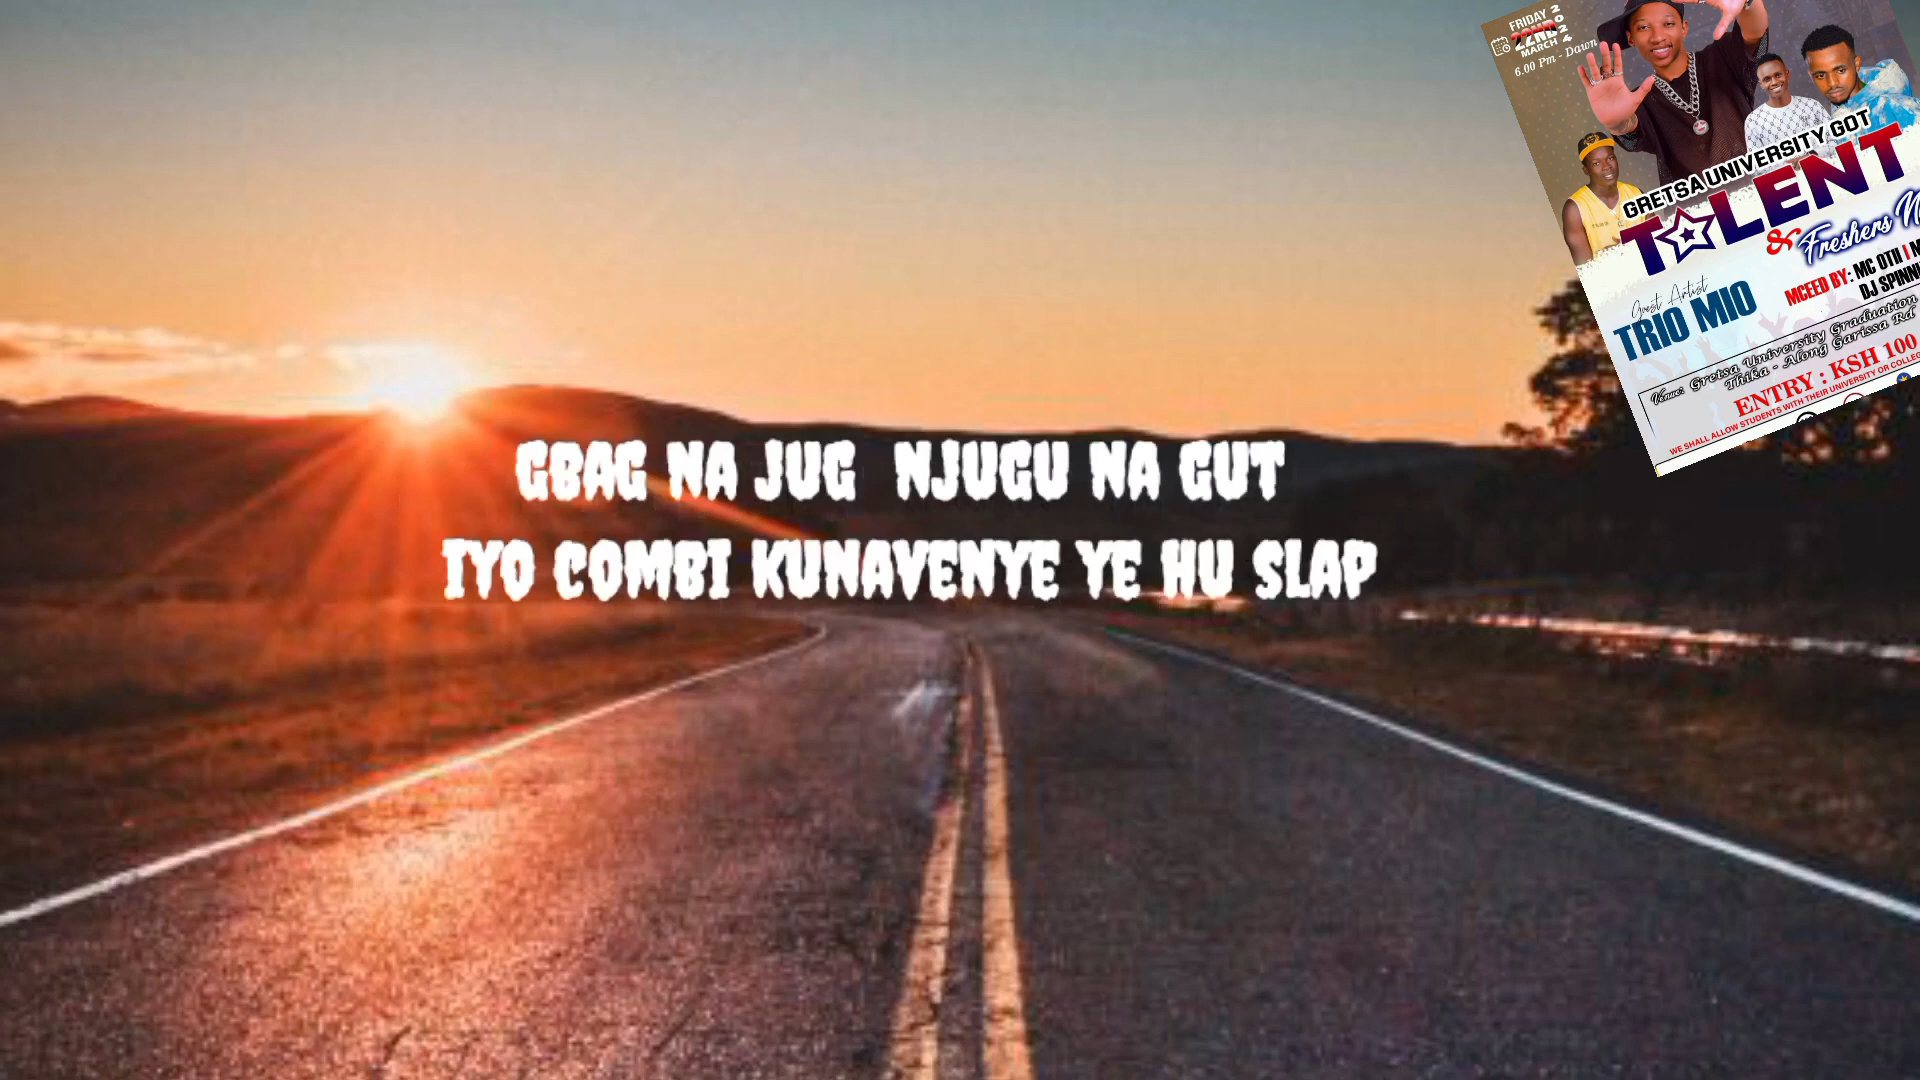 FRIDAY
22ND
MARCH
2024
6.00 Pm - Dawn
GRETSA UNIVERSITY GOT
TALENT
& Freshers
Guest Artist
TRIO MIO
MCEED BY: MC OTII |
DJ SPINN
Venue: Gretsa University Graduation
Thika - Along Garissa Rd
ENTRY : KSH 100
WE SHALL ALLOW STUDENTS WITH THEIR UNIVERSITY OR COLLEG
GBAG NA JUG NJUGU NA GUT
IYO COMBI KUNAVENYE YE HU SLAP